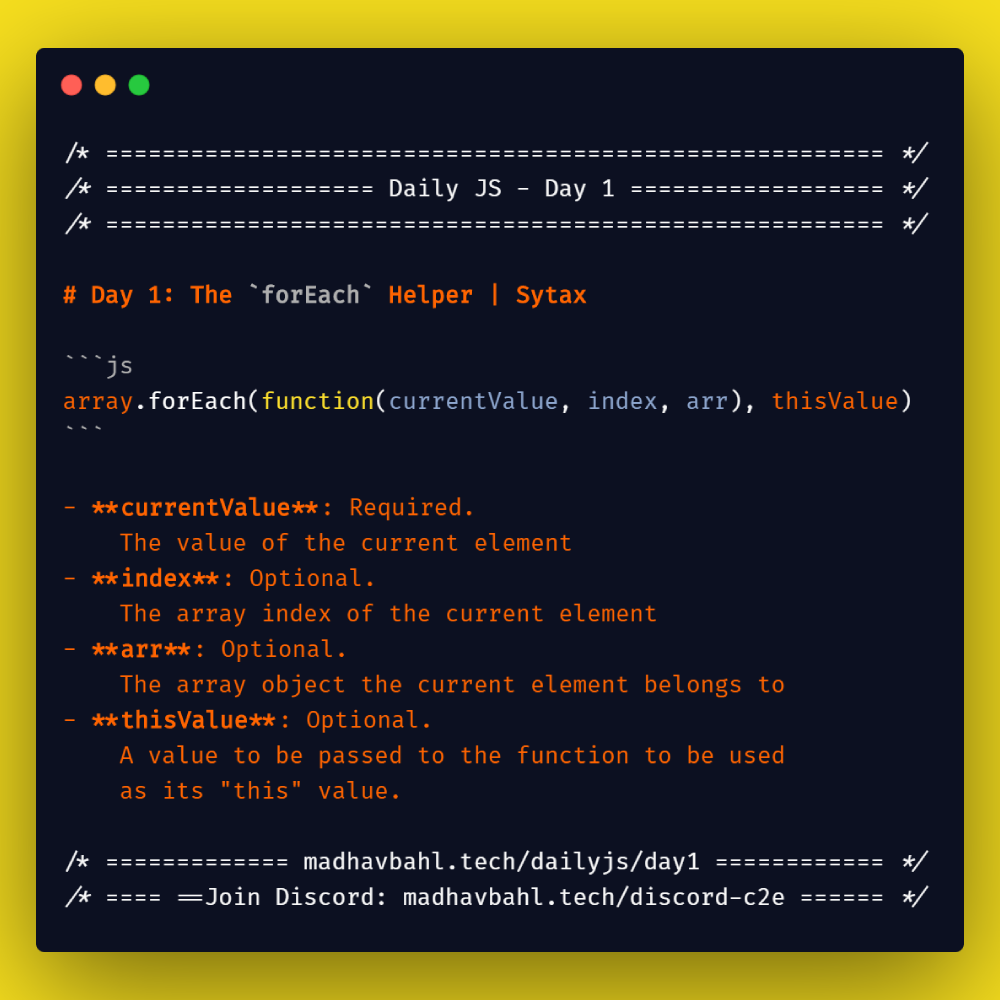 /* ======================================================= */
/* =================== Daily JS - Day 1 ================== */
/* ======================================================= */
# Day 1: The `forEach` Helper | Sytax
```js
array.forEach(function(currentValue, index, arr), thisValue)
```
- **currentValue**: Required.
The value of the current element
- **index**: Optional.
The array index of the current element
- **arr**: Optional.
The array object the current element belongs to
- **thisValue**: Optional.
A value to be passed to the function to be used
as its "this" value.
/* ============= madhavbahl.tech/dailyjs/day1 ============ */
/* ==== ==Join Discord: madhavbahl.tech/discord-c2e ====== */